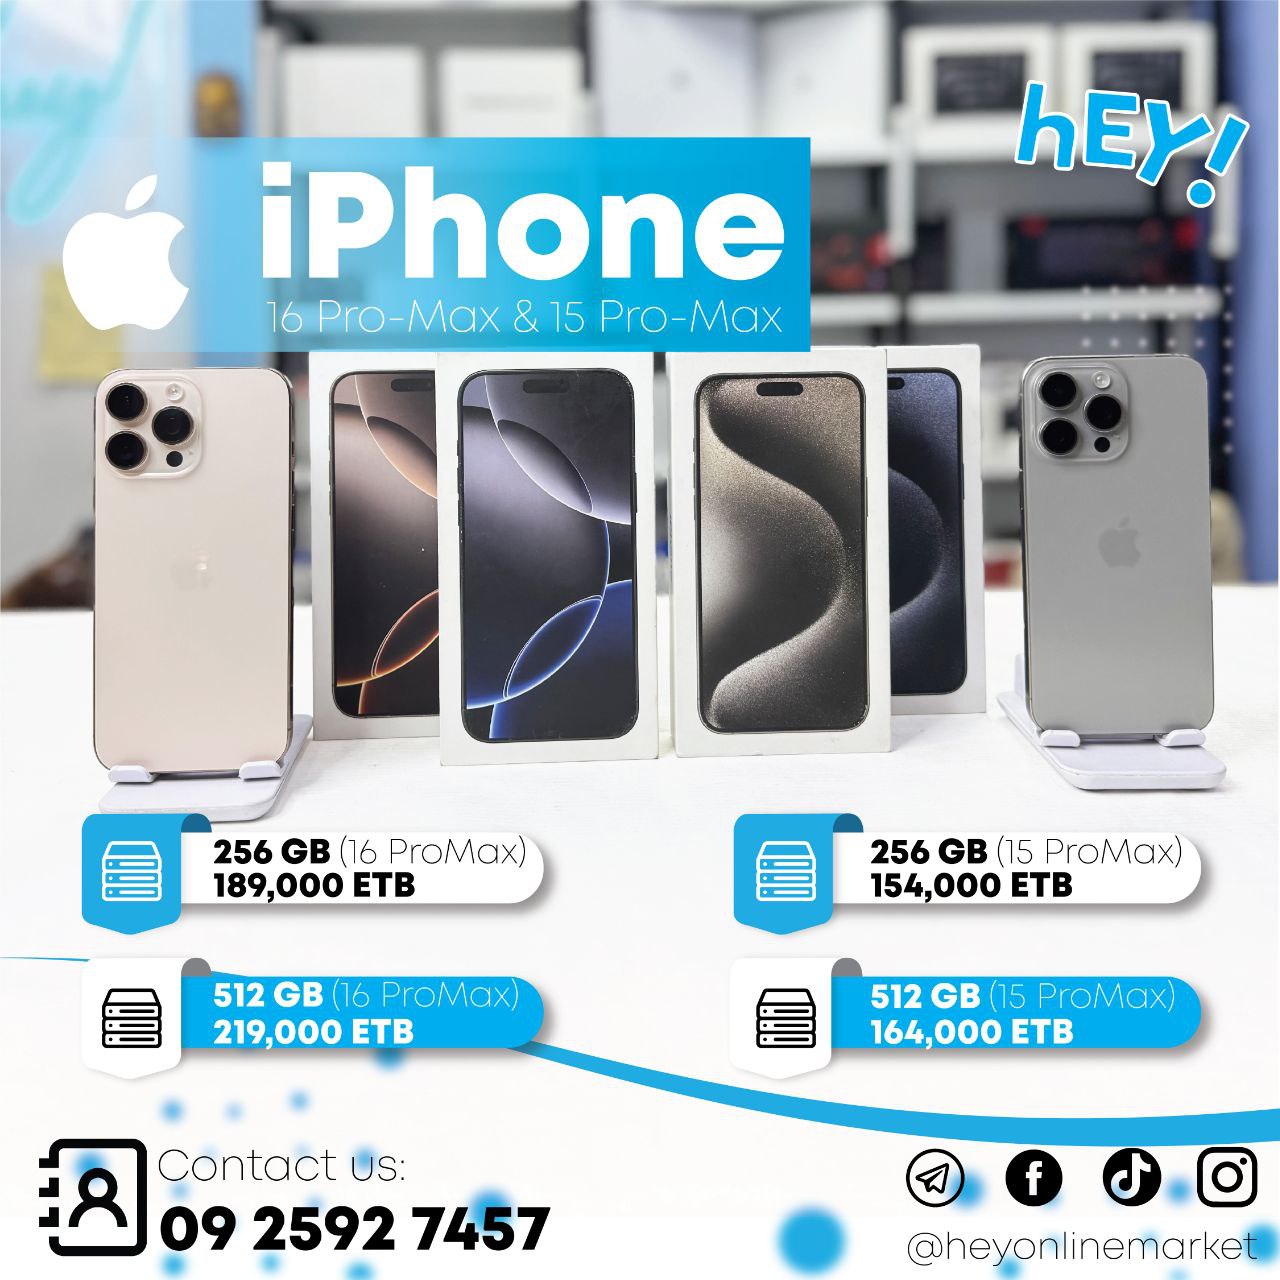 hEY!
iPhone
16 Pro-Max & 15 Pro-Max
256 GB (16 ProMax)
189,000 ETB
256 GB (15 ProMax)
154,000 ETB
512 GB (16 ProMax)
219,000 ETB
512 GB (15 ProMax)
164,000 ETB
Contact us:
09 2592 7457
@heyonlinemarket